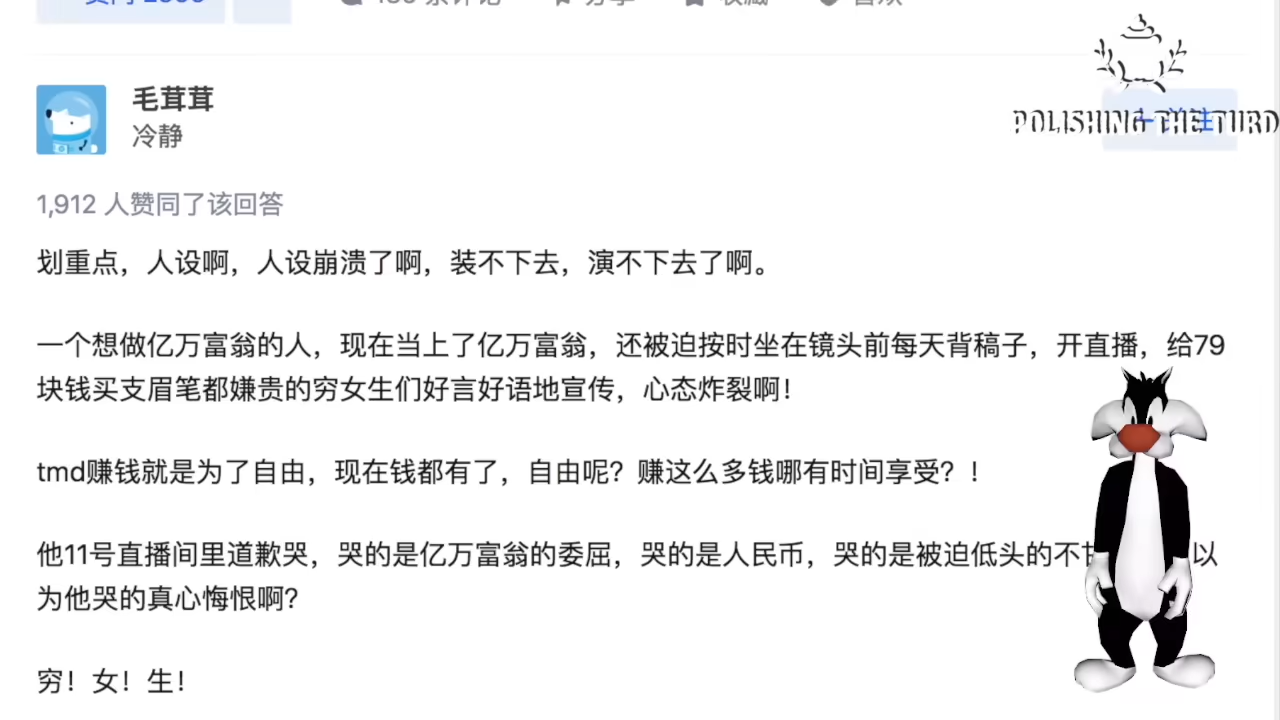 毛茸茸
冷静
POLISHING THE TURD
1,912 人赞同了该回答
划重点，人设啊，人设崩溃了啊，装不下去，演不下去了啊。
一个想做亿万富翁的人，现在当上了亿万富翁，还被迫按时坐在镜头前每天背稿子，开直播，给79
块钱买支眉笔都嫌贵的穷女生们好言好语地宣传，心态炸裂啊！
tmd赚钱就是为了自由，现在钱都有了，自由呢？赚这么多钱哪有时间享受？！
他11号直播间里道歉哭，哭的是亿万富翁的委屈，哭的是人民币，哭的是被迫低头的不 以
为他哭的真心悔恨啊？
穷！女！生！